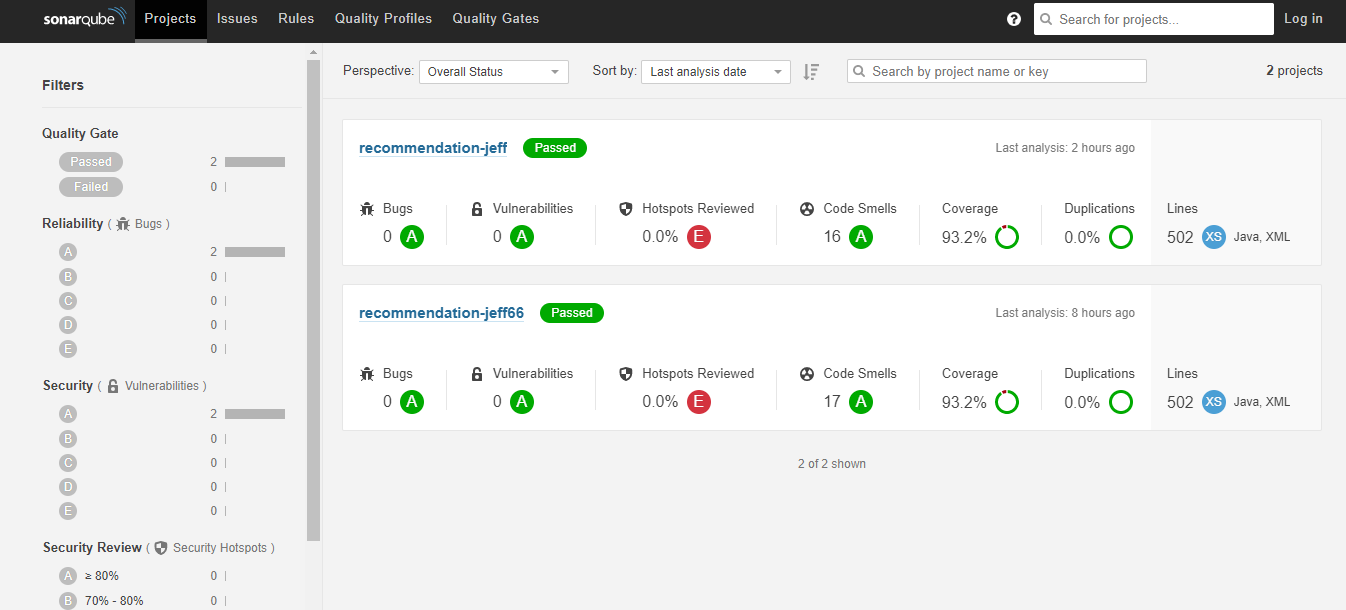 sonarqube Projects Issues Rules Quality Profiles Quality Gates ? Search for projects... Log in
Filters
Quality Gate
Passed 2
Failed 0
Reliability ( Bugs )
A 2
B 0
C 0
D 0
E 0
Security ( Vulnerabilities )
A 2
B 0
C 0
D 0
E 0
Security Review ( Security Hotspots )
A ≥ 80% 0
B 70% - 80% 0
Perspective: Overall Status Sort by: Last analysis date Search by project name or key 2 projects
recommendation-jeff Passed Last analysis: 2 hours ago
Bugs Vulnerabilities Hotspots Reviewed Code Smells Coverage Duplications Lines
0 A 0 A 0.0% E 16 A 93.2% 0.0% 502 XS Java, XML
recommendation-jeff66 Passed Last analysis: 8 hours ago
Bugs Vulnerabilities Hotspots Reviewed Code Smells Coverage Duplications Lines
0 A 0 A 0.0% E 17 A 93.2% 0.0% 502 XS Java, XML
2 of 2 shown